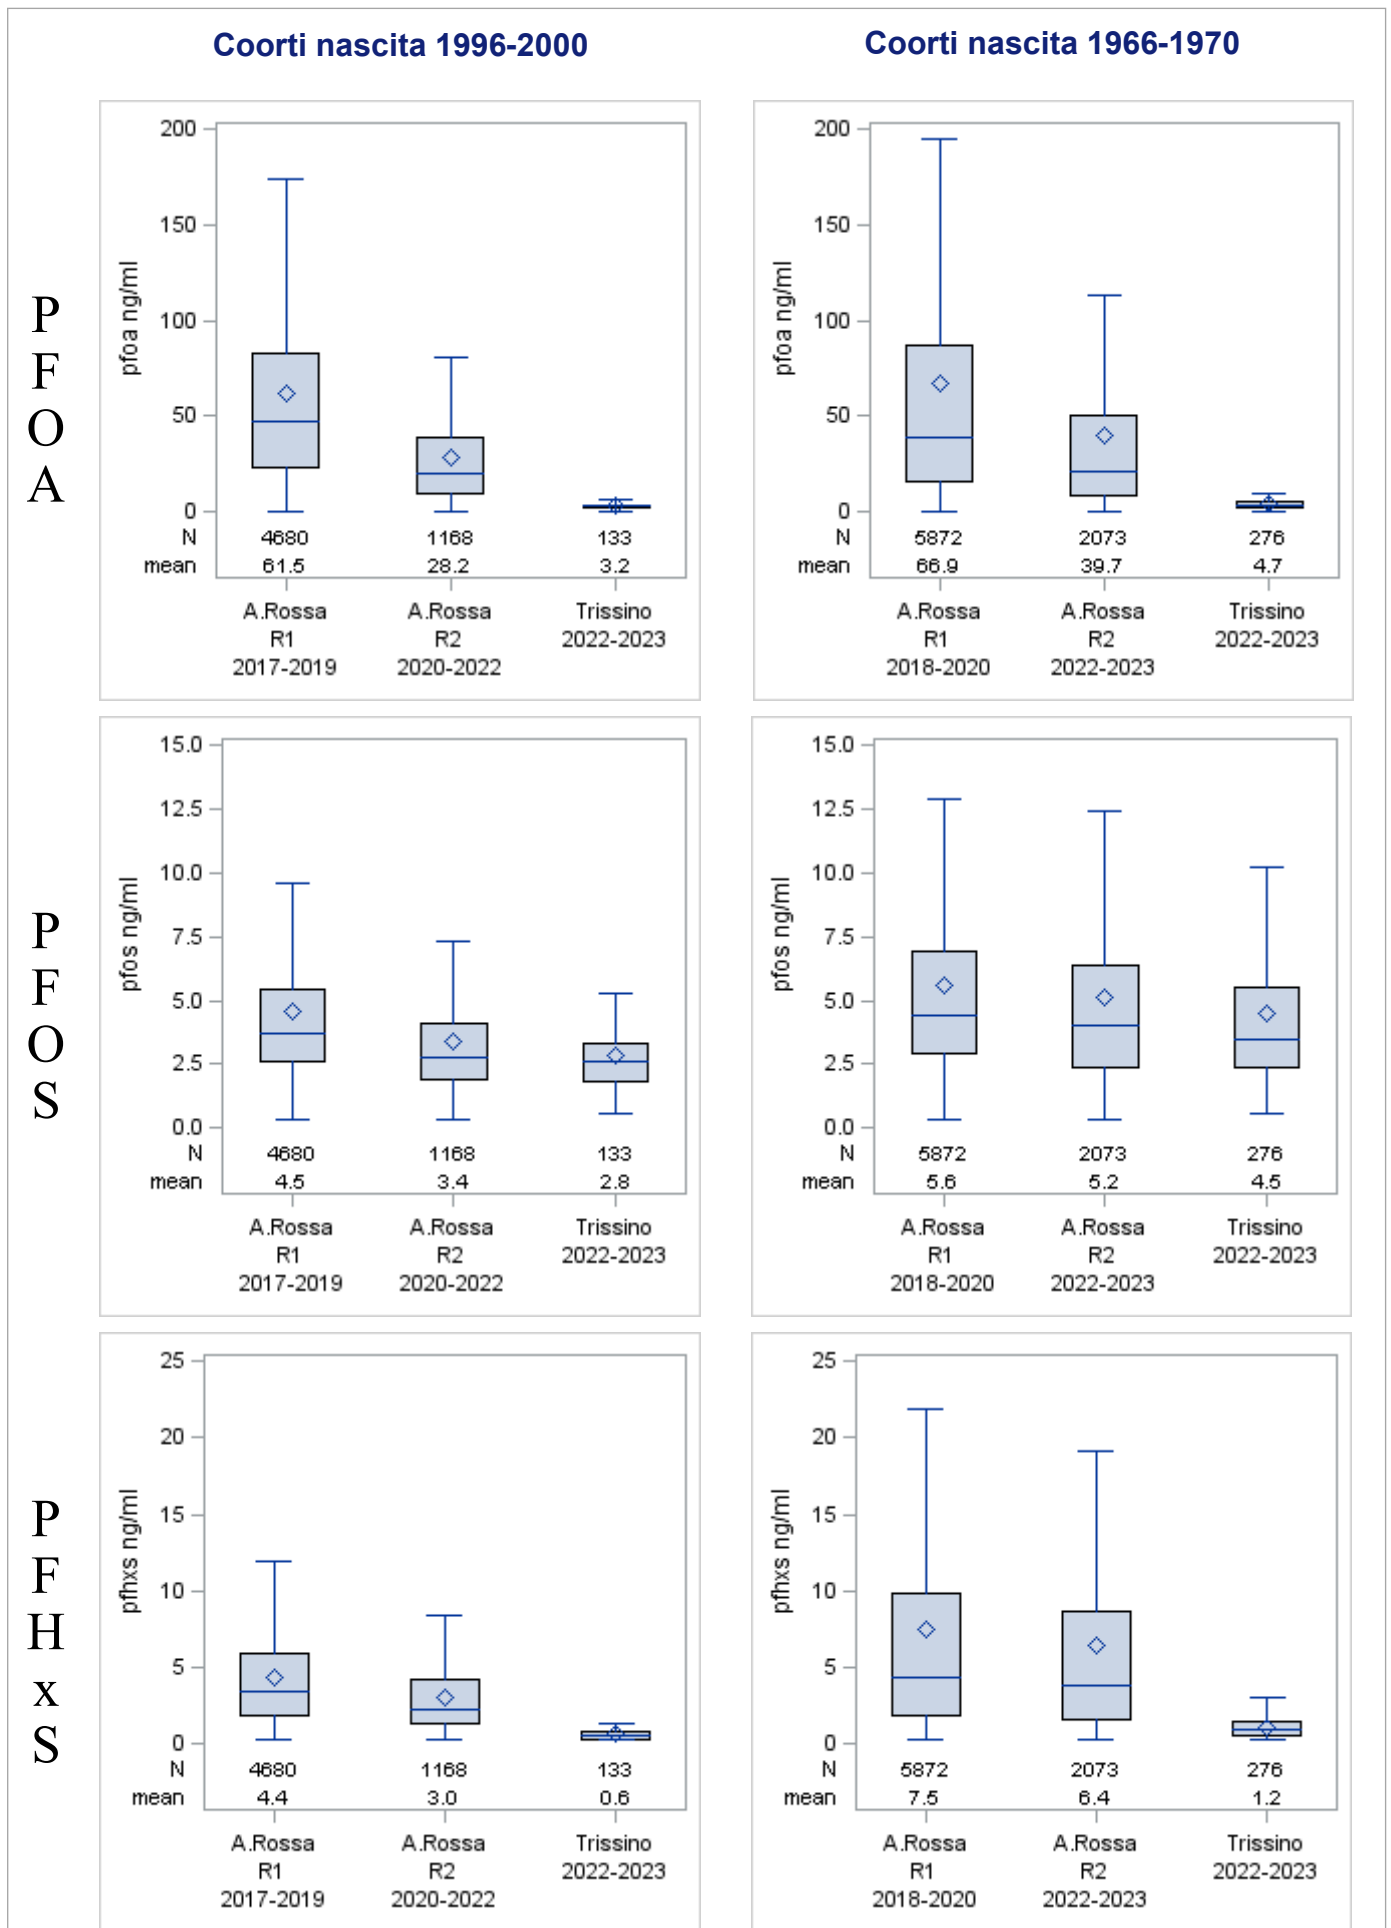 Coorti nascita 1996-2000
Coorti nascita 1966-1970
PFOA
pfoa ng/ml
200
150
100
50
0
N 4680 1168 133
mean 61.5 28.2 3.2
A.Rossa A.Rossa Trissino
R1 R2 2022-2023
2017-2019 2020-2022
pfoa ng/ml
200
150
100
50
0
N 5872 2073 276
mean 66.9 39.7 4.7
A.Rossa A.Rossa Trissino
R1 R2 2022-2023
2018-2020 2022-2023
PFOS
pfos ng/ml
15.0
12.5
10.0
7.5
5.0
2.5
0.0
N 4680 1168 133
mean 4.5 3.4 2.8
A.Rossa A.Rossa Trissino
R1 R2 2022-2023
2017-2019 2020-2022
pfos ng/ml
15.0
12.5
10.0
7.5
5.0
2.5
0.0
N 5872 2073 276
mean 5.6 5.2 4.5
A.Rossa A.Rossa Trissino
R1 R2 2022-2023
2018-2020 2022-2023
PFHxS
pfhxs ng/ml
25
20
15
10
5
0
N 4680 1168 133
mean 4.4 3.0 0.6
A.Rossa A.Rossa Trissino
R1 R2 2022-2023
2017-2019 2020-2022
pfhxs ng/ml
25
20
15
10
5
0
N 5872 2073 276
mean 7.5 6.4 1.2
A.Rossa A.Rossa Trissino
R1 R2 2022-2023
2018-2020 2022-2023